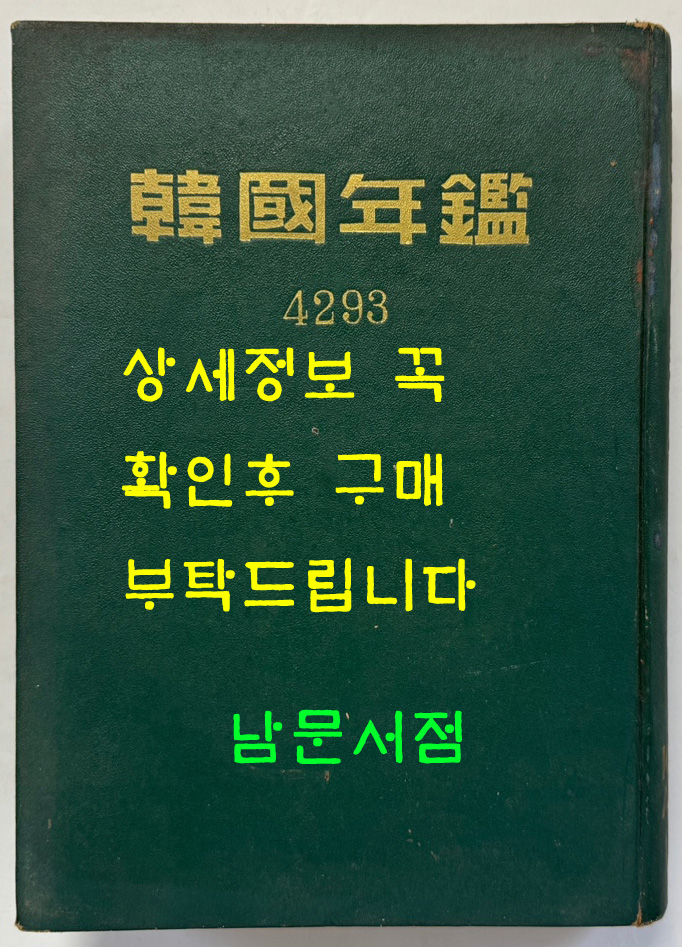 韓國年鑑
4293
상세정보 꼭
확인후 구매
부탁드립니다
남문서점